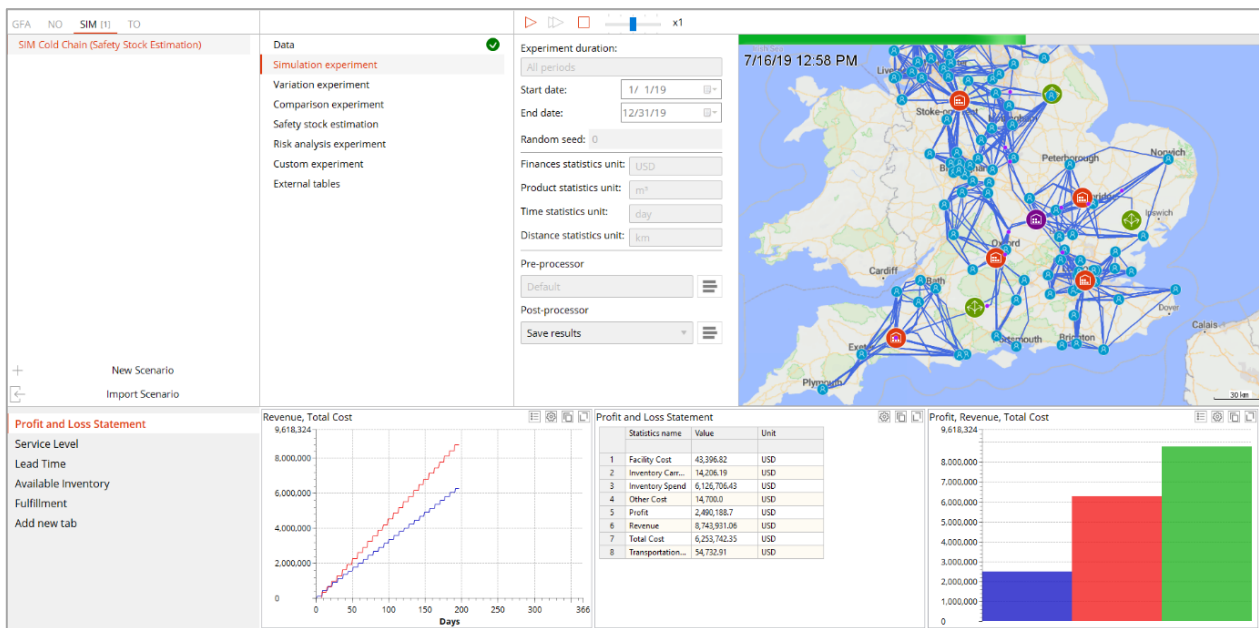 GFA NO SIM [1] TO
SIM Cold Chain (Safety Stock Estimation)
New Scenario
Import Scenario
Data
Simulation experiment
Variation experiment
Comparison experiment
Safety stock estimation
Risk analysis experiment
Custom experiment
External tables
x1
Experiment duration:
All periods
Start date: 1/ 1/19
End date: 12/31/19
Random seed: 0
Finances statistics unit: USD
Product statistics unit: m³
Time statistics unit: day
Distance statistics unit: km
Pre-processor
Default
Post-processor
Save results
7/16/19 12:58 PM
Stoke-on
Peterborough
Norwich
Ipswich
Oxford
Cardiff
Bath
Dover
Calais
Exeter
Brighton
Plymouth
30 km
Profit and Loss Statement
Service Level
Lead Time
Available Inventory
Fulfillment
Add new tab
Revenue, Total Cost
9,618,324
8,000,000
6,000,000
4,000,000
2,000,000
0
0 50 100 150 200 250 300 366
Days
Profit and Loss Statement
Statistics name Value Unit
1 Facility Cost 43,396.82 USD
2 Inventory Carr... 14,206.19 USD
3 Inventory Spend 6,126,706.43 USD
4 Other Cost 14,700.0 USD
5 Profit 2,490,188.7 USD
6 Revenue 8,743,931.06 USD
7 Total Cost 6,253,742.35 USD
8 Transportation... 54,732.91 USD
Profit, Revenue, Total Cost
9,618,324
8,000,000
7,000,000
6,000,000
5,000,000
4,000,000
3,000,000
2,000,000
1,000,000
0